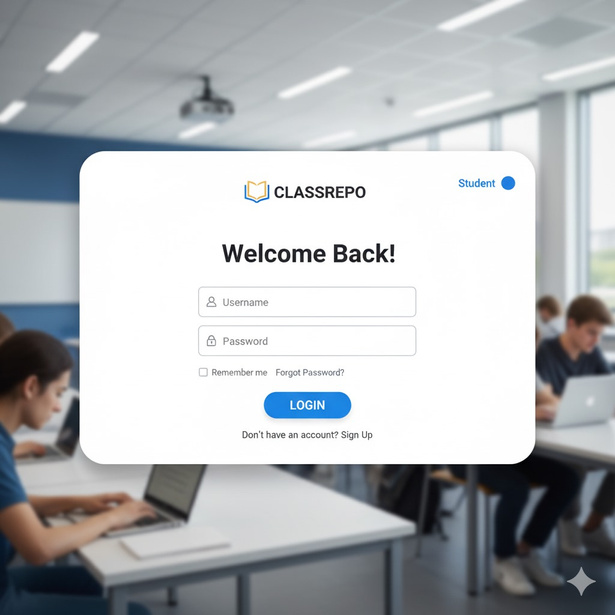 CLASSREPO
Student
Welcome Back!
Username
Password
Remember me Forgot Password?
LOGIN
Don't have an account? Sign Up